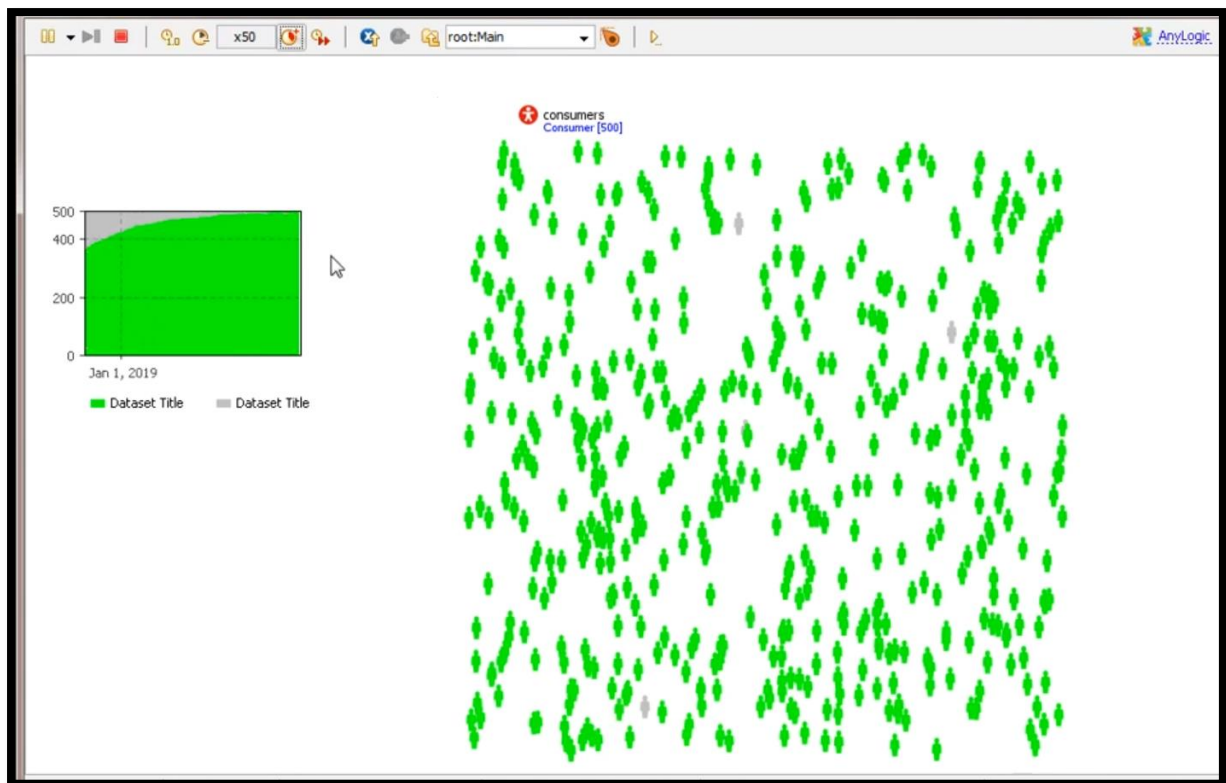 x50 root:Main AnyLogic
consumers
Consumer [500]
500
400
200
0
Jan 1, 2019
Dataset Title Dataset Title